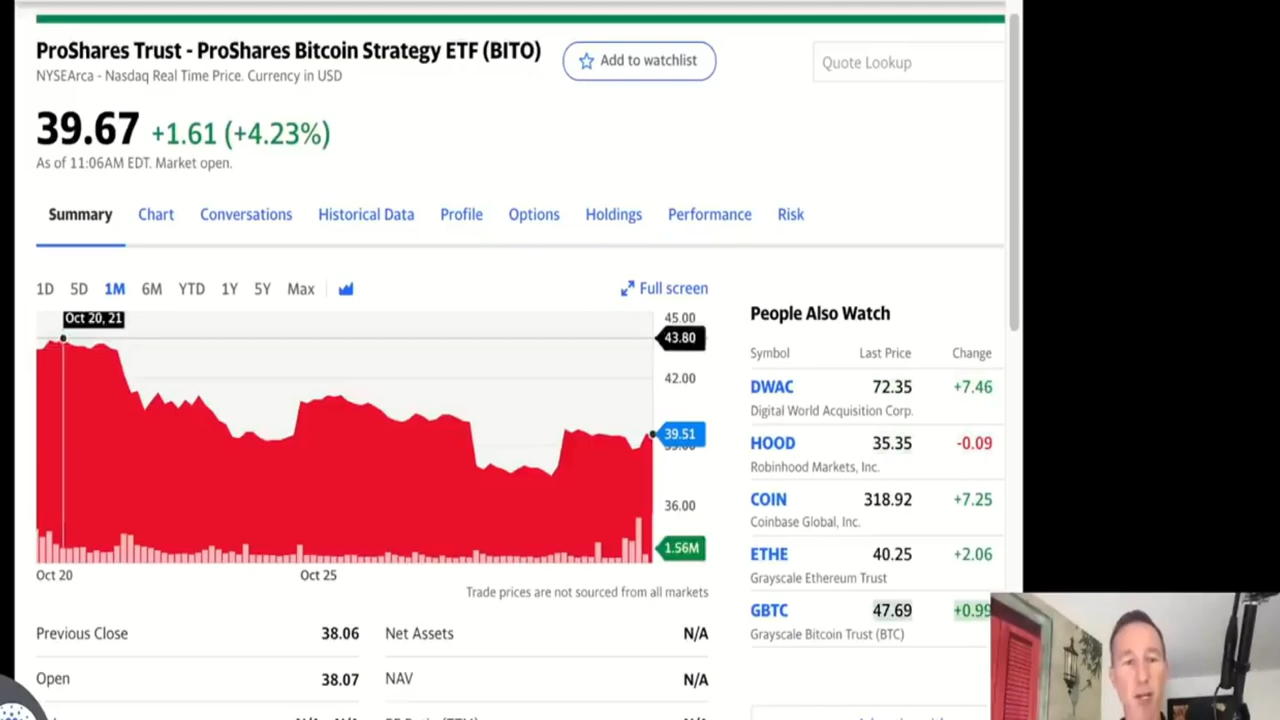 ProShares Trust - ProShares Bitcoin Strategy ETF (BITO)
Add to watchlist
Quote Lookup
NYSEArca - Nasdaq Real Time Price. Currency in USD
39.67 +1.61 (+4.23%)
As of 11:06AM EDT. Market open.
Summary Chart Conversations Historical Data Profile Options Holdings Performance Risk
1D 5D 1M 6M YTD 1Y 5Y Max
Full screen
Oct 20, 21
45.00
43.80
42.00
39.51
36.00
1.56M
Oct 20 Oct 25
Trade prices are not sourced from all markets
Previous Close 38.06
Open 38.07
Net Assets N/A
NAV N/A
People Also Watch
Symbol Last Price Change
DWAC 72.35 +7.46
Digital World Acquisition Corp.
HOOD 35.35 -0.09
Robinhood Markets, Inc.
COIN 318.92 +7.25
Coinbase Global, Inc.
ETHE 40.25 +2.06
Grayscale Ethereum Trust
GBTC 47.69 +0.99
Grayscale Bitcoin Trust (BTC)